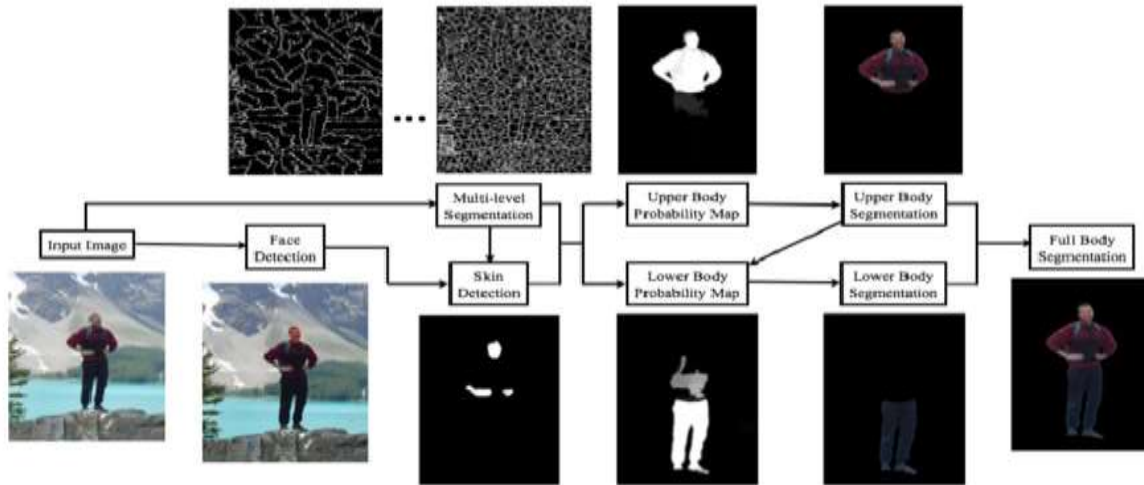 Multi-level
Segmentation
Upper Body
Probability Map
Upper Body
Segmentation
Input Image
Face
Detection
Full Body
Segmentation
Skin
Detection
Lower Body
Probability Map
Lower Body
Segmentation